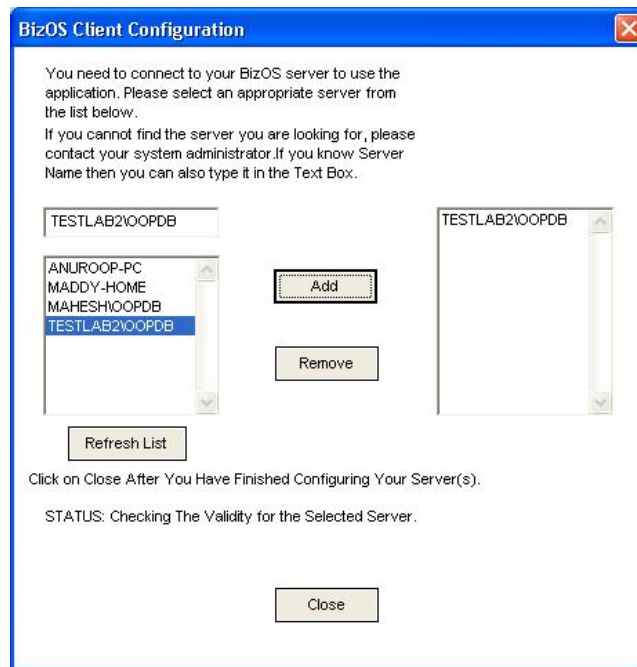 BizOS Client Configuration
You need to connect to your BizOS server to use the
application. Please select an appropriate server from
the list below.
If you cannot find the server you are looking for, please
contact your system administrator.If you know Server
Name then you can also type it in the Text Box.
TESTLAB2\OOPDB
ANUROOP-PC
MADDY-HOME
MAHESH\OOPDB
TESTLAB2\OOPDB
Add
Remove
TESTLAB2\OOPDB
Refresh List
Click on Close After You Have Finished Configuring Your Server(s).
STATUS: Checking The Validity for the Selected Server.
Close